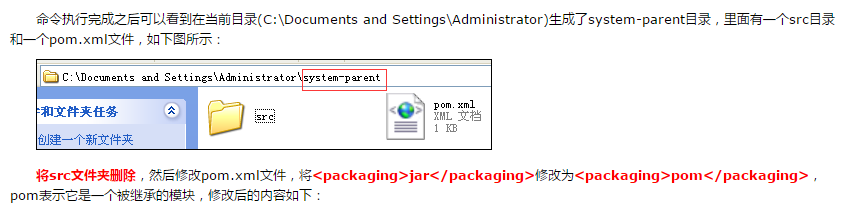 命令执行完成之后可以看到在当前目录(C:\Documents and Settings\Administrator)生成了system-parent目录，里面有一个src目录
和一个pom.xml文件，如下图所示：
C:\Documents and Settings\Administrator\system-parent
件和文件夹任务
创建一个新文件夹
src
pom.xml
XML 文档
1 KB
将src文件夹删除，然后修改pom.xml文件，将<packaging>jar</packaging>修改为<packaging>pom</packaging>，
pom表示它是一个被继承的模块，修改后的内容如下：